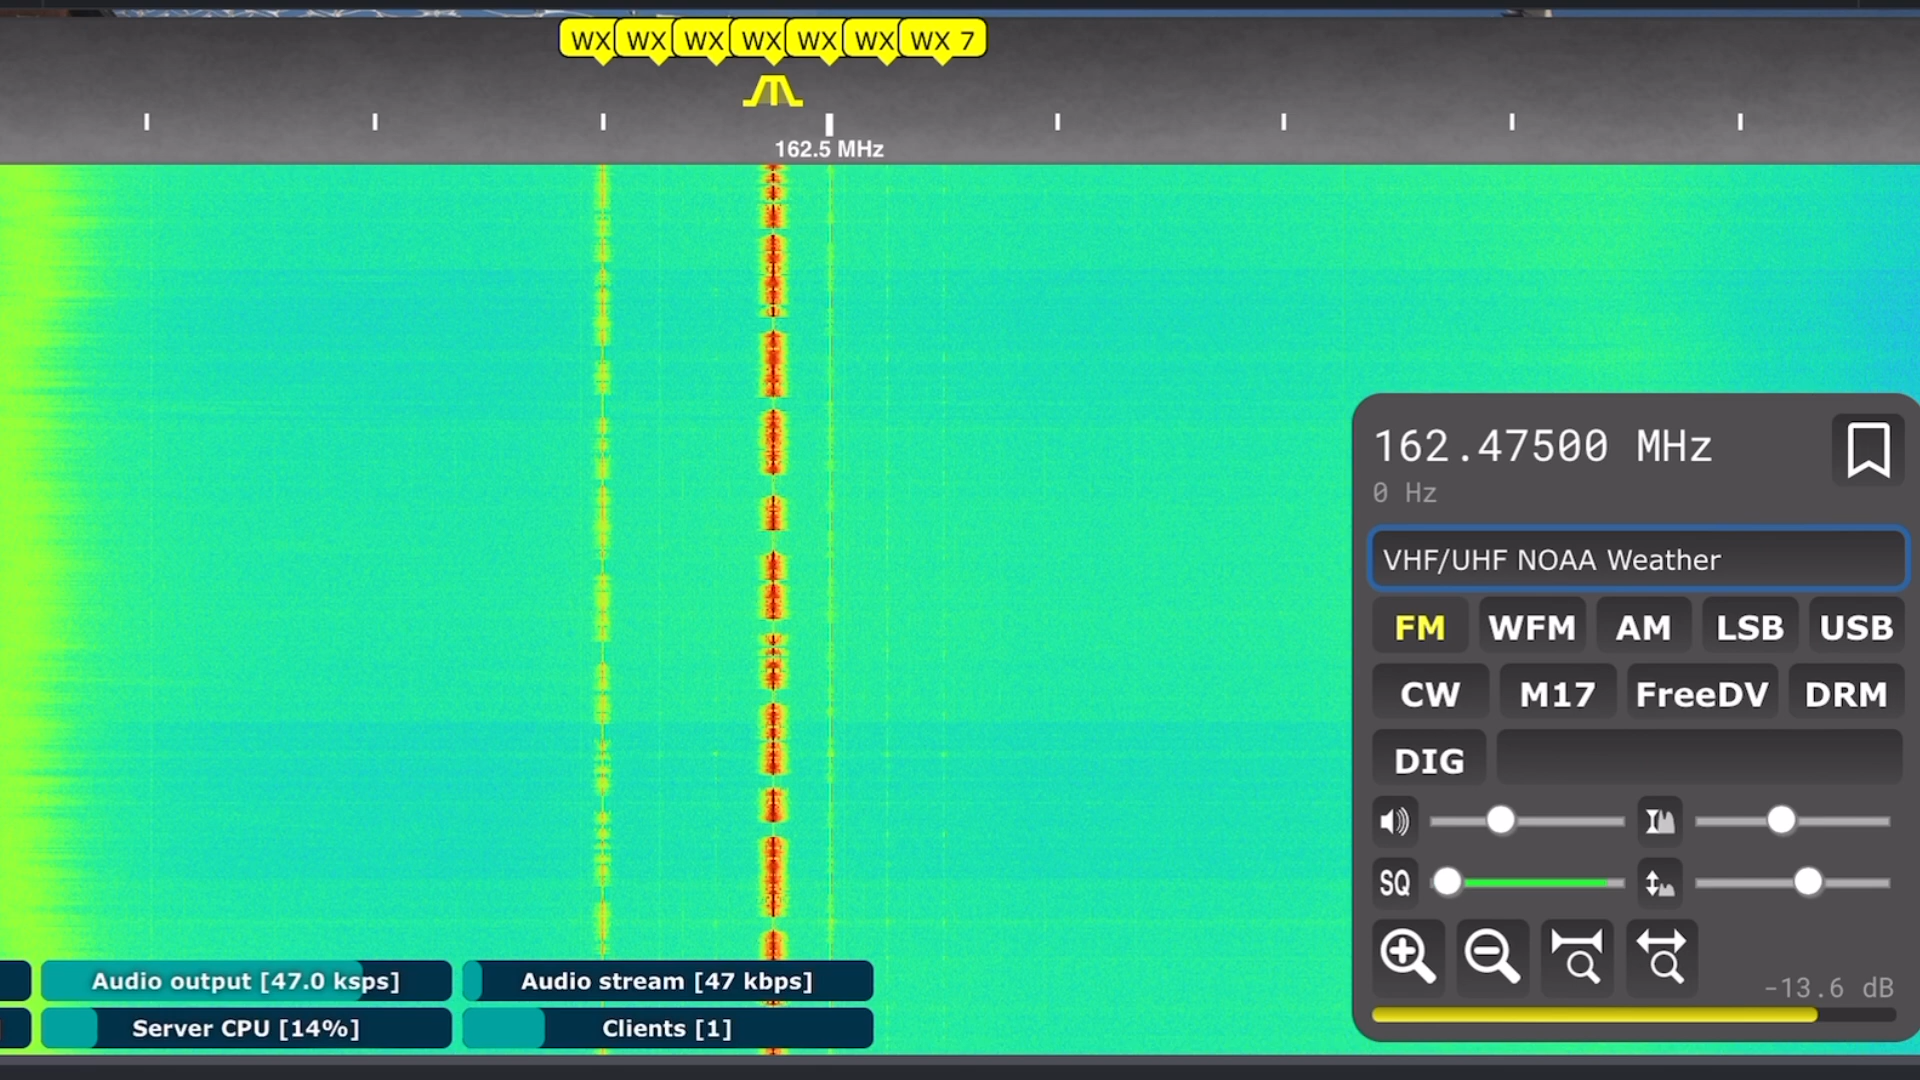 WX WX WX WX WX WX WX 7
162.5 MHz
162.47500 MHz
0 Hz
VHF/UHF NOAA Weather
FM WFM AM LSB USB
CW M17 FreeDV DRM
DIG
SQ
-13.6 dB
Audio output [47.0 ksps] Audio stream [47 kbps]
Server CPU [14%] Clients [1]